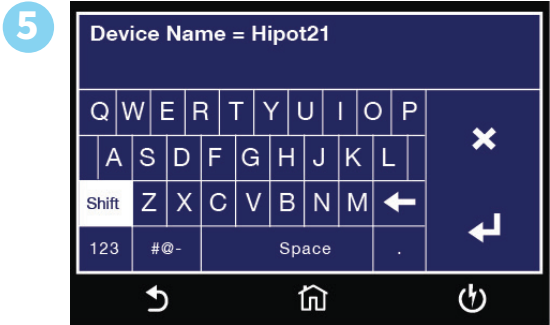 5
Device Name = Hipot21
Q W E R T Y U I O P
A S D F G H J K L
Shift Z X C V B N M
123 #@- Space .